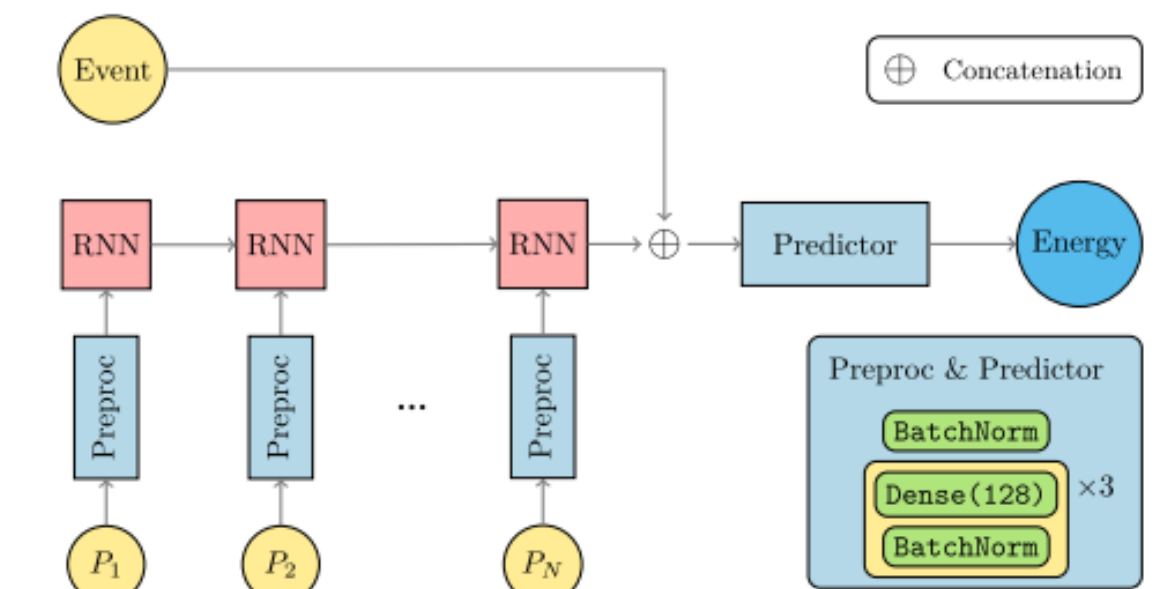 Event
⊕ Concatenation
RNN RNN RNN Predictor Energy
⊕
Preproc Preproc ... Preproc
Preproc & Predictor
BatchNorm
Dense(128) ×3
BatchNorm
P1 P2 PN